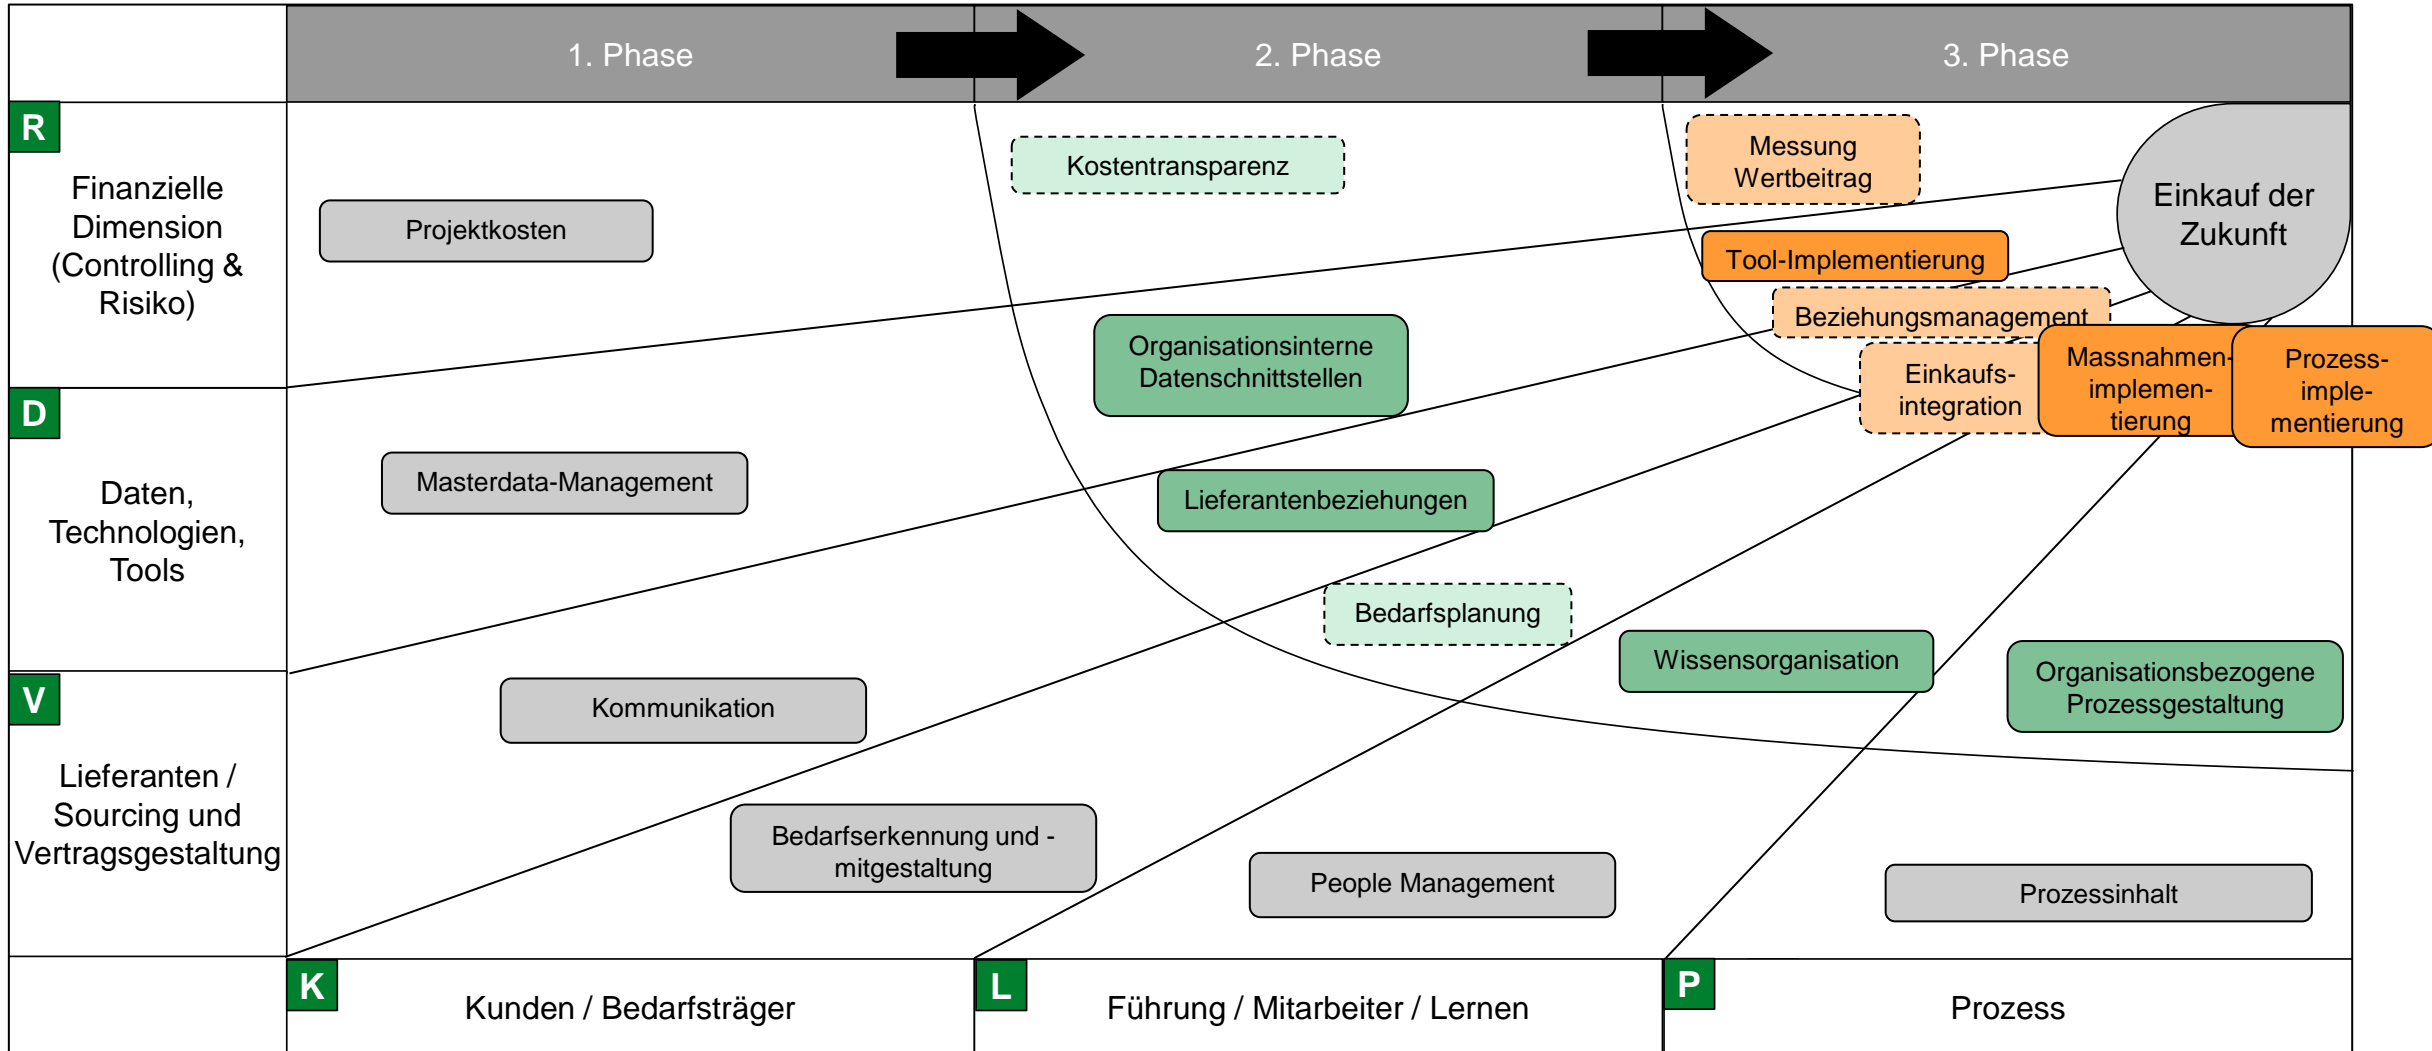 1. Phase
2. Phase
3. Phase
R
Finanzielle
Dimension
(Controlling &
Risiko)
Projektkosten
Kostentransparenz
Messung
Wertbeitrag
Einkauf der
Zukunft
Tool-Implementierung
Beziehungsmanagement
D
Daten,
Technologien,
Tools
Masterdata-Management
Organisationsinterne
Datenschnittstellen
Einkaufs-
integration
Massnahmen-
implemen-
tierung
Prozess-
imple-
mentierung
Lieferantenbeziehungen
Bedarfsplanung
Wissensorganisation
Organisationsbezogene
Prozessgestaltung
V
Lieferanten /
Sourcing und
Vertragsgestaltung
Kommunikation
Bedarfserkennung und -
mitgestaltung
People Management
Prozessinhalt
K
Kunden / Bedarfsträger
L
Führung / Mitarbeiter / Lernen
P
Prozess